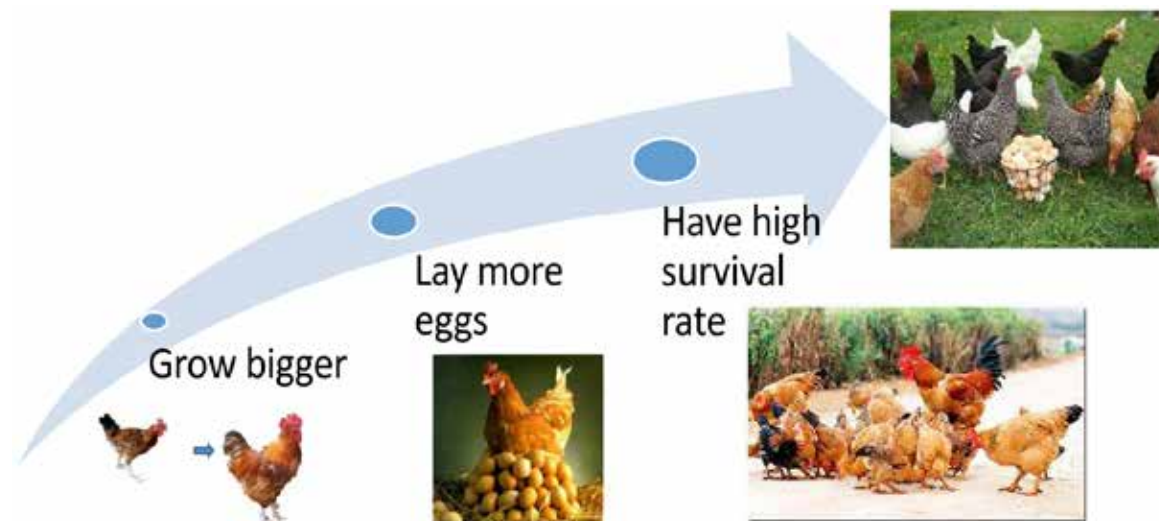 Grow bigger
Lay more
eggs
Have high
survival
rate